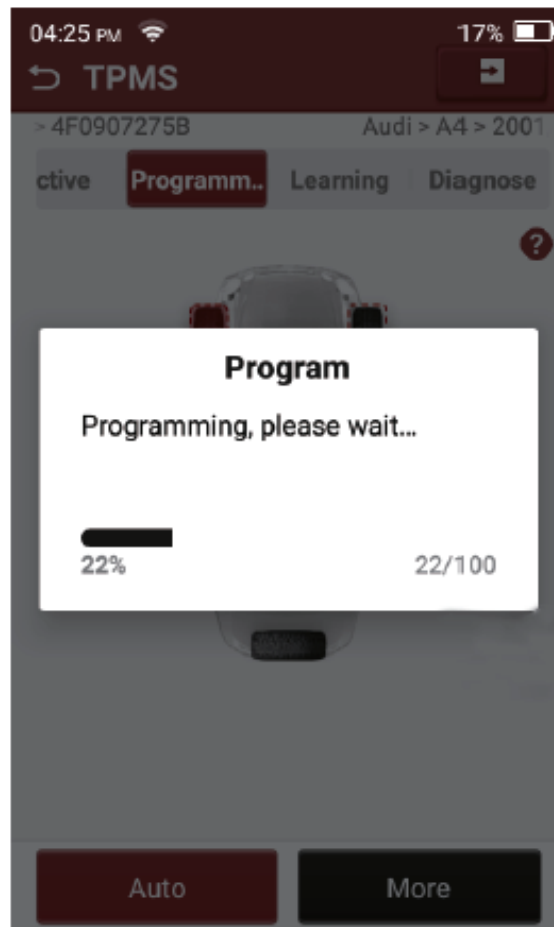 04:25 PM 17%
TPMS
> 4F0907275B Audi > A4 > 2001
ctive Programm.. Learning Diagnose
?
Program
Programming, please wait...
22% 22/100
Auto More